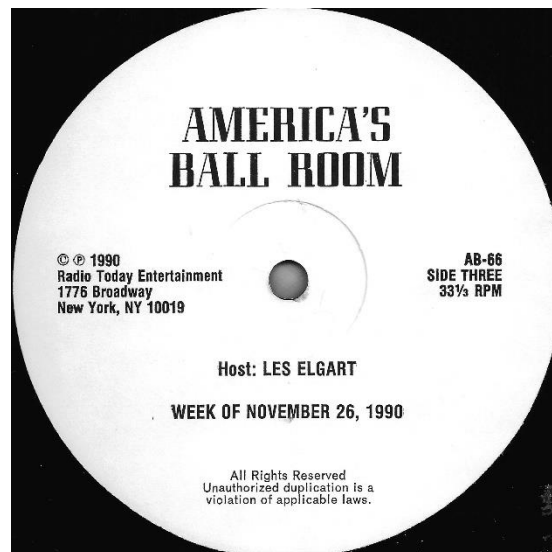 AMERICA'S
BALL ROOM
© ℗ 1990
Radio Today Entertainment
1776 Broadway
New York, NY 10019
AB-66
SIDE THREE
33⅓ RPM
Host: LES ELGART
WEEK OF NOVEMBER 26, 1990
All Rights Reserved
Unauthorized duplication is a
violation of applicable laws.